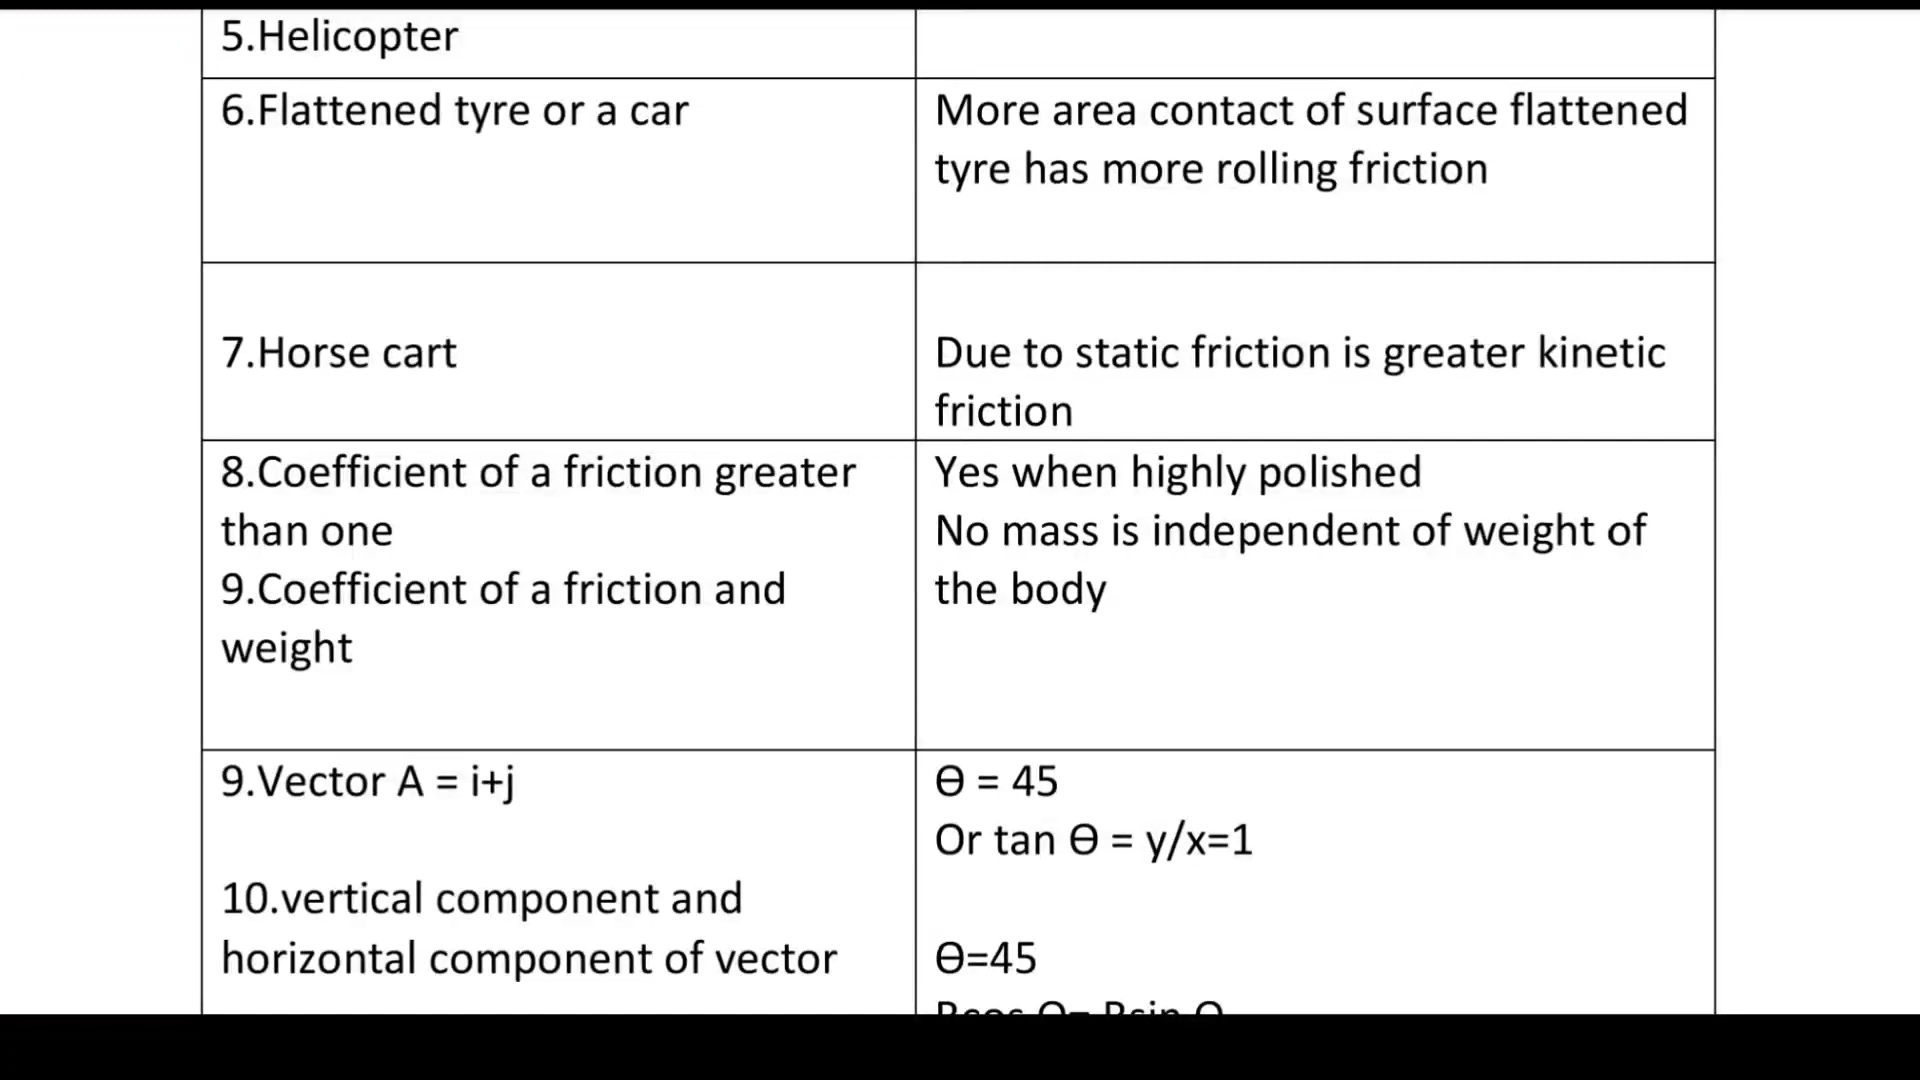 5.Helicopter
6.Flattened tyre or a car
More area contact of surface flattened
tyre has more rolling friction
7.Horse cart
Due to static friction is greater kinetic
friction
8.Coefficient of a friction greater
than one
9.Coefficient of a friction and
weight
Yes when highly polished
No mass is independent of weight of
the body
9.Vector A = i+j
10.vertical component and
horizontal component of vector
Ɵ = 45
Or tan Ɵ = y/x=1
Ɵ=45